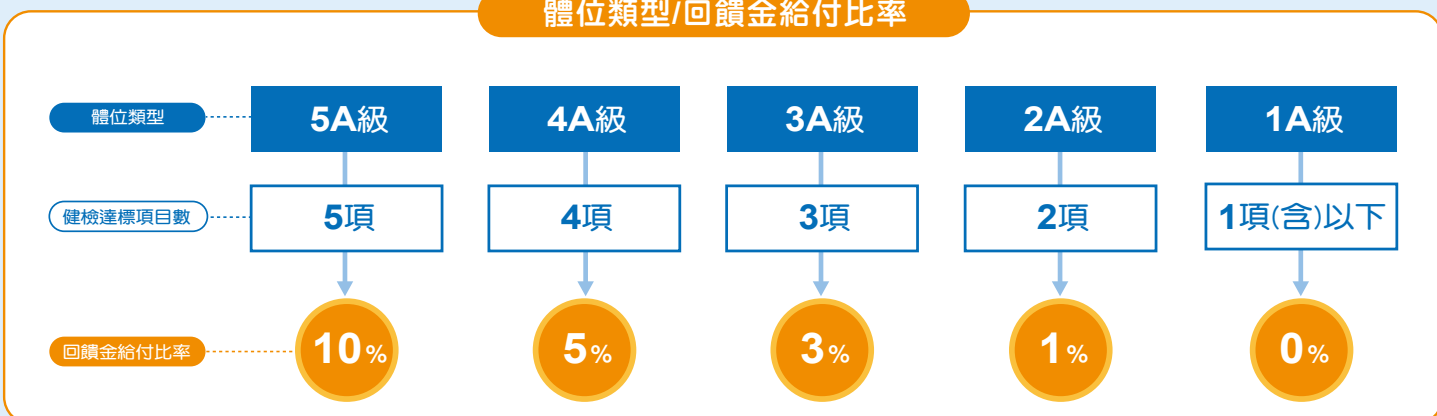 體位類型/回饋金給付比率
體位類型
5A級
4A級
3A級
2A級
1A級
健檢達標項目數
5項
4項
3項
2項
1項(含)以下
回饋金給付比率
10%
5%
3%
1%
0%